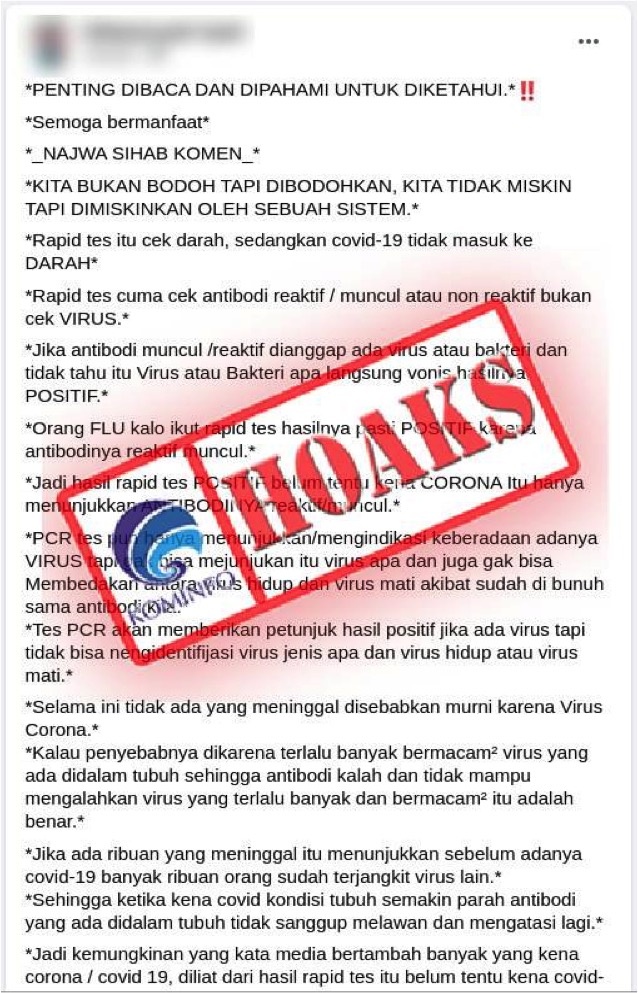 *PENTING DIBACA DAN DIPAHAMI UNTUK DIKETAHUI.*‼️
*Semoga bermanfaat*
*_NAJWA SIHAB KOMEN_*
*KITA BUKAN BODOH TAPI DIBODOHKAN, KITA TIDAK MISKIN
TAPI DIMISKINKAN OLEH SEBUAH SISTEM.*
*Rapid tes itu cek darah, sedangkan covid-19 tidak masuk ke
DARAH*
*Rapid tes cuma cek antibodi reaktif / muncul atau non reaktif bukan
cek VIRUS.*
*Jika antibodi muncul /reaktif dianggap ada virus atau bakteri dan
tidak tahu itu Virus atau Bakteri apa langsung vonis hasilnya
POSITIF.*
*Orang FLU kalo ikut rapid tes hasilnya pasti POSITIF karena
antibodinya reaktif muncul.*
*Jadi hasil rapid tes POSITIF belum tentu kena CORONA Itu hanya
menunjukkan ANTIBODINYA reaktif/muncul.*
*PCR tes pun hanya menunjukkan/mengindikasi keberadaan adanya
VIRUS tapi gak bisa mejunjukan itu virus apa dan juga gak bisa
Membedakan antara virus hidup dan virus mati akibat sudah di bunuh
sama antibodi kita.*
*Tes PCR akan memberikan petunjuk hasil positif jika ada virus tapi
tidak bisa nengidentifijasi virus jenis apa dan virus hidup atau virus
mati.*
HOAKS
KOMINFO
*Selama ini tidak ada yang meninggal disebabkan murni karena Virus
Corona.*
*Kalau penyebabnya dikarena terlalu banyak bermacam² virus yang
ada didalam tubuh sehingga antibodi kalah dan tidak mampu
mengalahkan virus yang terlalu banyak dan bermacam² itu adalah
benar.*
*Jika ada ribuan yang meninggal itu menunjukkan sebelum adanya
covid-19 banyak ribuan orang sudah terjangkit virus lain.*
*Sehingga ketika kena covid kondisi tubuh semakin parah antibodi
yang ada didalam tubuh tidak sanggup melawan dan mengatasi lagi.*
*Jadi kemungkinan yang kata media bertambah banyak yang kena
corona / covid 19, diliat dari hasil rapid tes itu belum tentu kena covid-